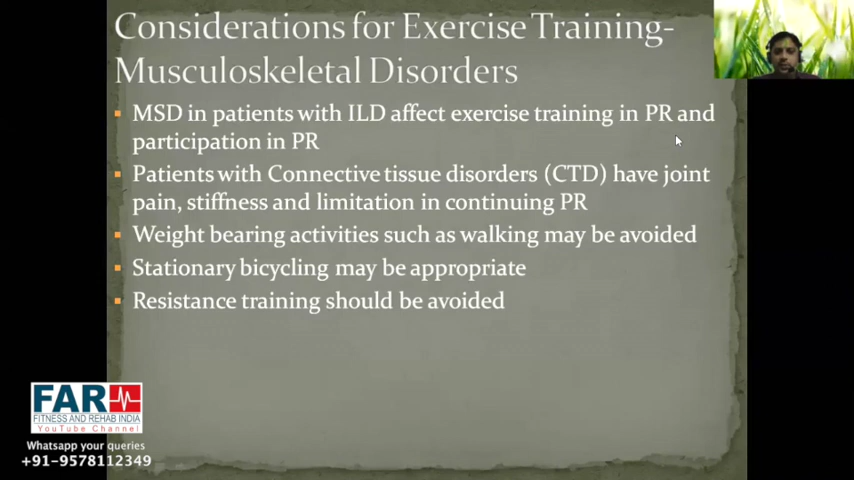 Considerations for Exercise Training-
Musculoskeletal Disorders
MSD in patients with ILD affect exercise training in PR and
participation in PR
Patients with Connective tissue disorders (CTD) have joint
pain, stiffness and limitation in continuing PR
Weight bearing activities such as walking may be avoided
Stationary bicycling may be appropriate
Resistance training should be avoided
FAR
FITNESS AND REHAB INDIA
YouTube Channel
Whatsapp your queries
+91-9578112349